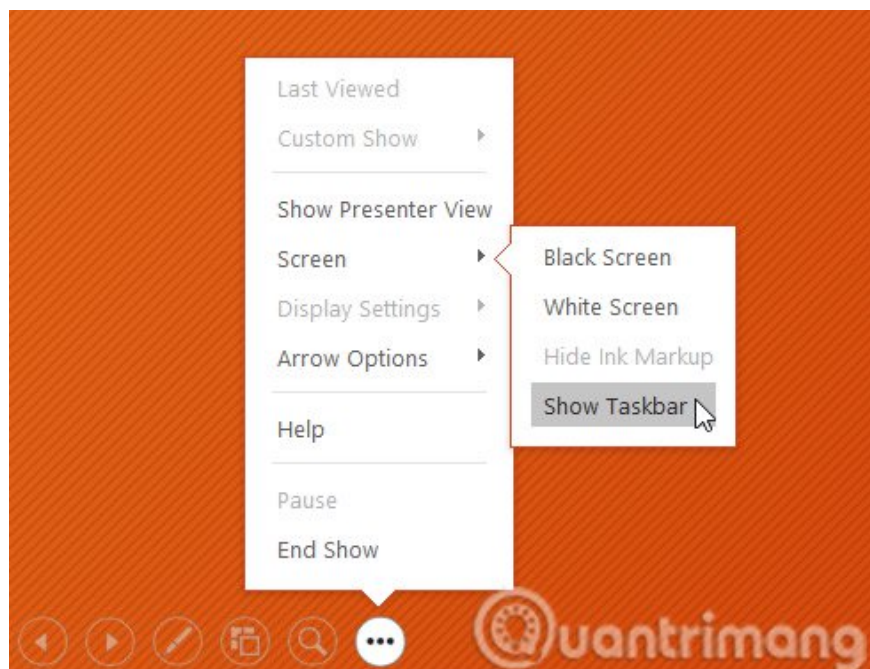 Last Viewed
Custom Show
Show Presenter View
Screen
Display Settings
Arrow Options
Help
Pause
End Show
Black Screen
White Screen
Hide Ink Markup
Show Taskbar
Quantrimang